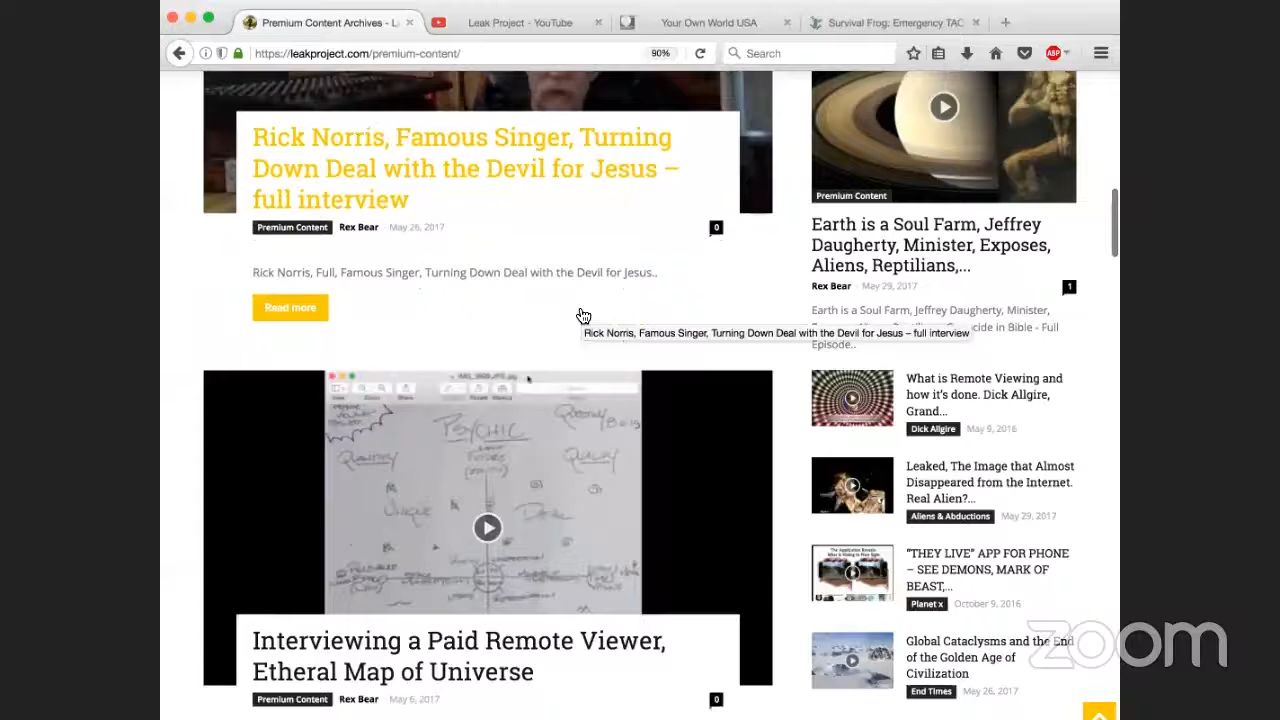 Premium Content Archives - L
Leak Project - YouTube
Your Own World USA
Survival Frog: Emergency TAC
https://leakproject.com/premium-content/
90%
Search
ABP
Rick Norris, Famous Singer, Turning
Down Deal with the Devil for Jesus –
full interview
Premium Content Rex Bear May 26, 2017
0
Rick Norris, Full, Famous Singer, Turning Down Deal with the Devil for Jesus..
Read more
Rick Norris, Famous Singer, Turning Down Deal with the Devil for Jesus – full interview
PSYCHIC
FUTURE
QUANTITY
QUALITY
UNIQUE
Interviewing a Paid Remote Viewer,
Etheral Map of Universe
Premium Content Rex Bear May 6, 2017
0
Premium Content
Earth is a Soul Farm, Jeffrey
Daugherty, Minister, Exposes,
Aliens, Reptilians,...
Rex Bear - May 29, 2017
1
Earth is a Soul Farm, Jeffrey Daugherty, Minister,
cide in Bible - Full
Episode..
What is Remote Viewing and
how it's done. Dick Allgire,
Grand...
Dick Allgire May 9, 2016
Leaked, The Image that Almost
Disappeared from the Internet.
Real Alien?...
Aliens & Abductions May 29, 2017
"THEY LIVE" APP FOR PHONE
– SEE DEMONS, MARK OF
BEAST,...
Planet x October 9, 2016
Global Cataclysms and the End
of the Golden Age of
Civilization
End Times May 26, 2017
zoom